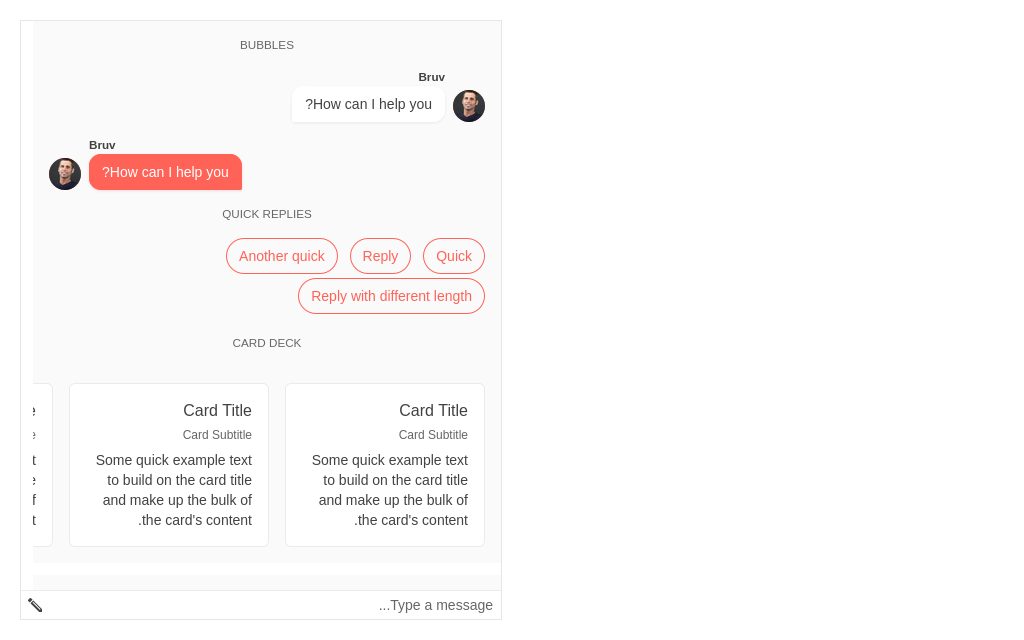 BUBBLES
Bruv
?How can I help you
Bruv
?How can I help you
QUICK REPLIES
Another quick
Reply
Quick
Reply with different length
CARD DECK
Card Title
Card Subtitle
Some quick example text
to build on the card title
and make up the bulk of
.the card's content
Card Title
Card Subtitle
Some quick example text
to build on the card title
and make up the bulk of
.the card's content
...Type a message